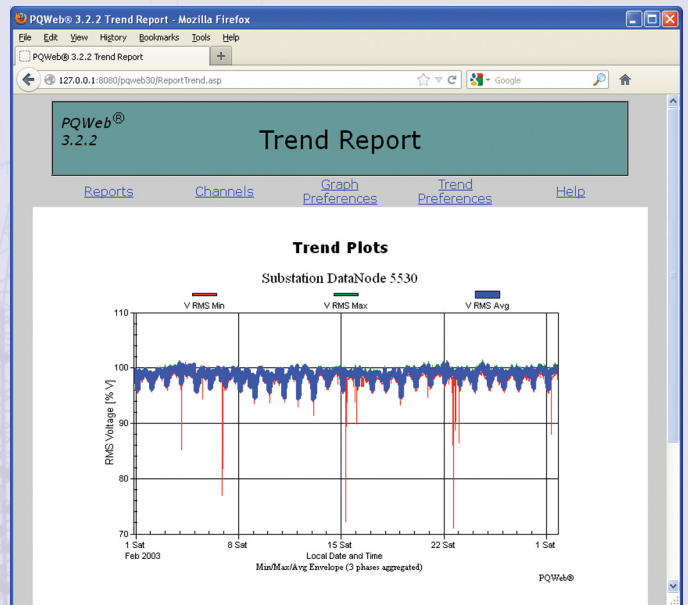 PQWeb® 3.2.2 Trend Report - Mozilla Firefox
File Edit View History Bookmarks Tools Help
PQWeb® 3.2.2 Trend Report
127.0.0.1:8080/pqweb30/ReportTrend.asp
Google
PQWeb®
3.2.2
Trend Report
Reports Channels Graph Preferences Trend Preferences Help
Trend Plots
Substation DataNode 5530
V RMS Min V RMS Max V RMS Avg
RMS Voltage [% V]
110
100
90
80
70
1 Sat 8 Sat 15 Sat 22 Sat 1 Sat
Feb 2003
Local Date and Time
Min/Max/Avg Envelope (3 phases aggregated)
PQWeb®